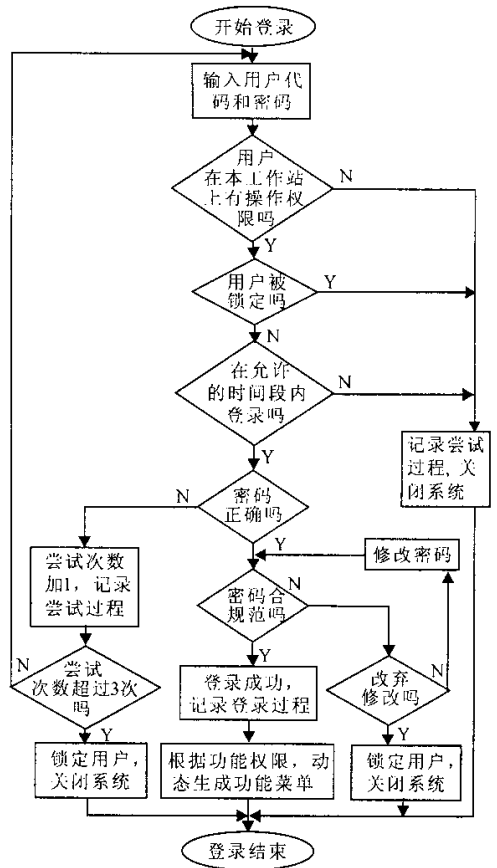 开始登录
输入用户代
码和密码
用户
在本工作站
上有操作权
限吗
N
Y
用户被
锁定吗
Y
N
在允许
的时间段内
登录吗
N
Y
记录尝试
过程, 关
闭系统
密码
正确吗
N
Y
修改密码
尝试次数
加1, 记录
尝试过程
密码合
规范吗
N
Y
尝试
次数超过3次
吗
N
Y
登录成功,
记录登录过程
改弃
修改吗
N
Y
锁定用户,
关闭系统
根据功能权限, 动
态生成功能菜单
锁定用户,
关闭系统
登录结束